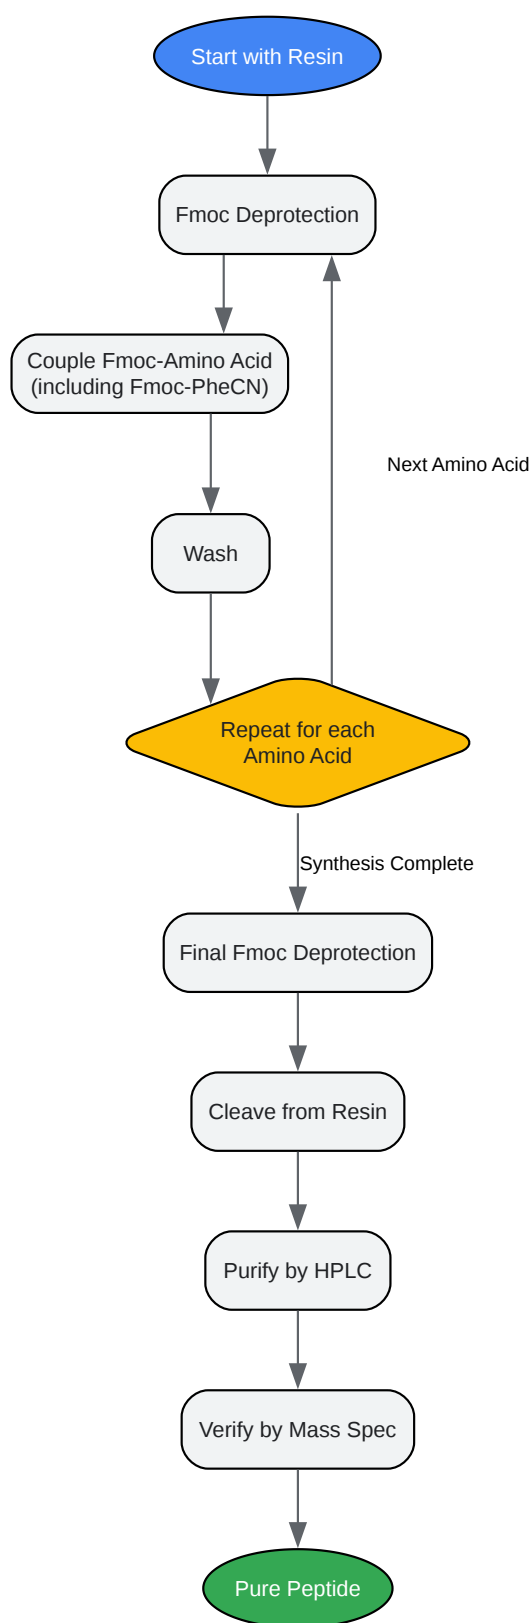 Start with Resin
Fmoc Deprotection
Couple Fmoc-Amino Acid
(including Fmoc-PheCN)
Next Amino Acid
Wash
Repeat for each
Amino Acid
Synthesis Complete
Final Fmoc Deprotection
Cleave from Resin
Purify by HPLC
Verify by Mass Spec
Pure Peptide